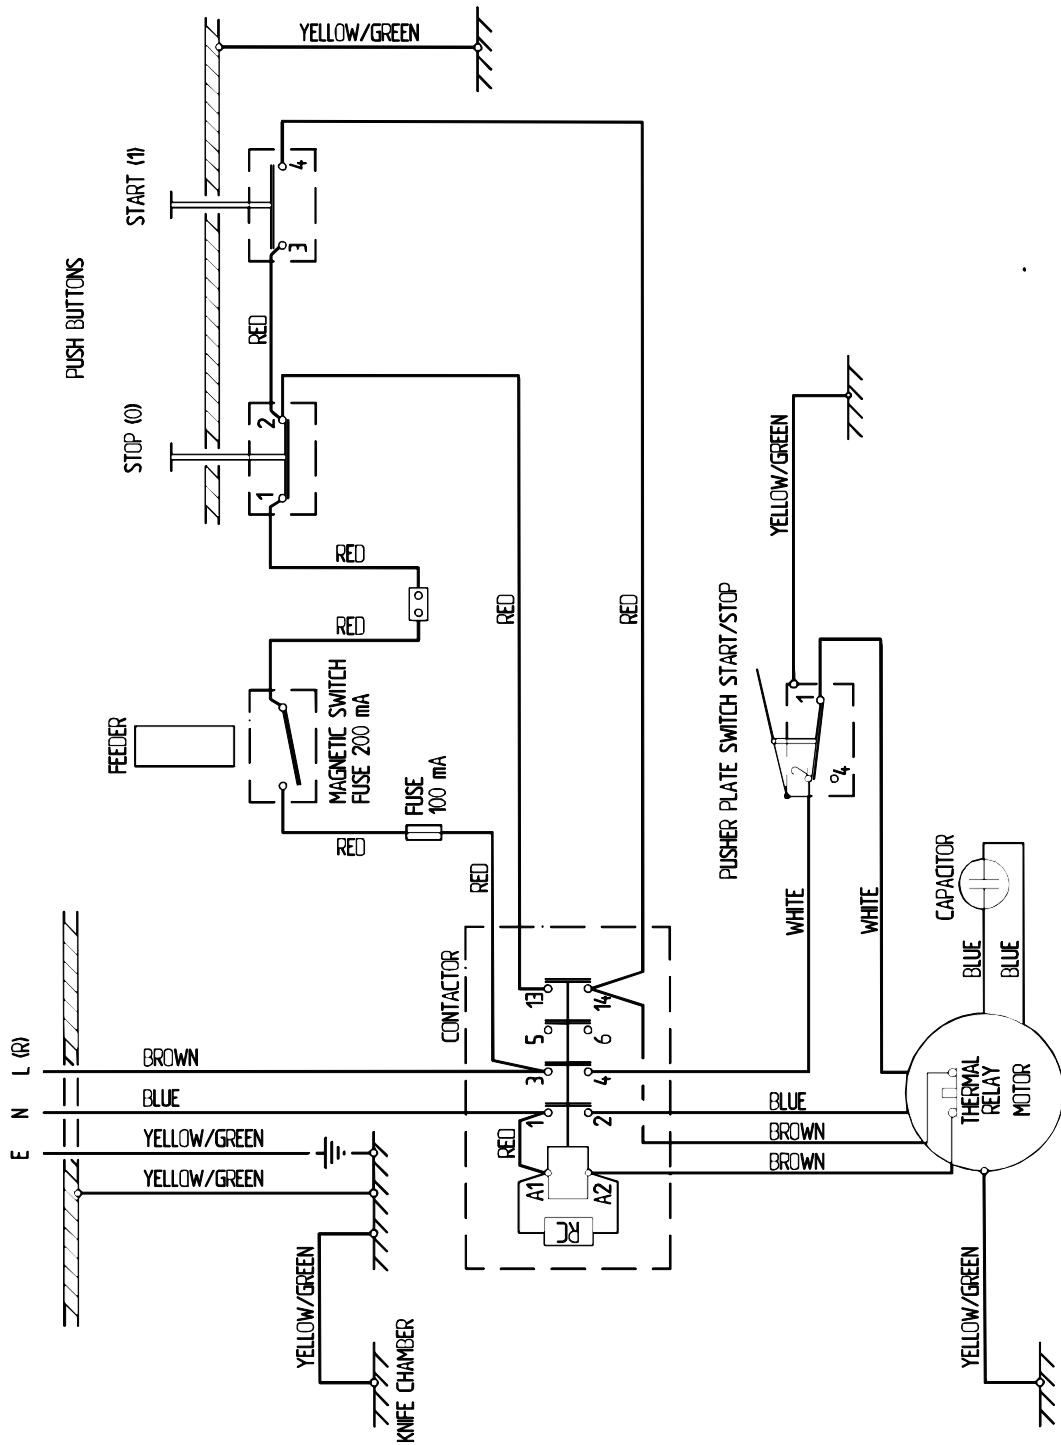 YELLOW/GREEN
START (1)
4
3
PUSH BUTTONS
RED
STOP (0)
2
1
RED
RED
RED
RED
YELLOW/GREEN
FEEDER
MAGNETIC SWITCH
FUSE 200 mA
FUSE
100 mA
RED
RED
PUSHER PLATE SWITCH START/STOP
1
2
4
WHITE
WHITE
CAPACITOR
BLUE
BLUE
CONTACTOR
13
14
5
6
3
4
1
2
RED
A1
A2
RC
L (R)
N
E
BROWN
BLUE
YELLOW/GREEN
YELLOW/GREEN
BLUE
BROWN
BROWN
THERMAL
RELAY
MOTOR
YELLOW/GREEN
KNIFE CHAMBER
YELLOW/GREEN